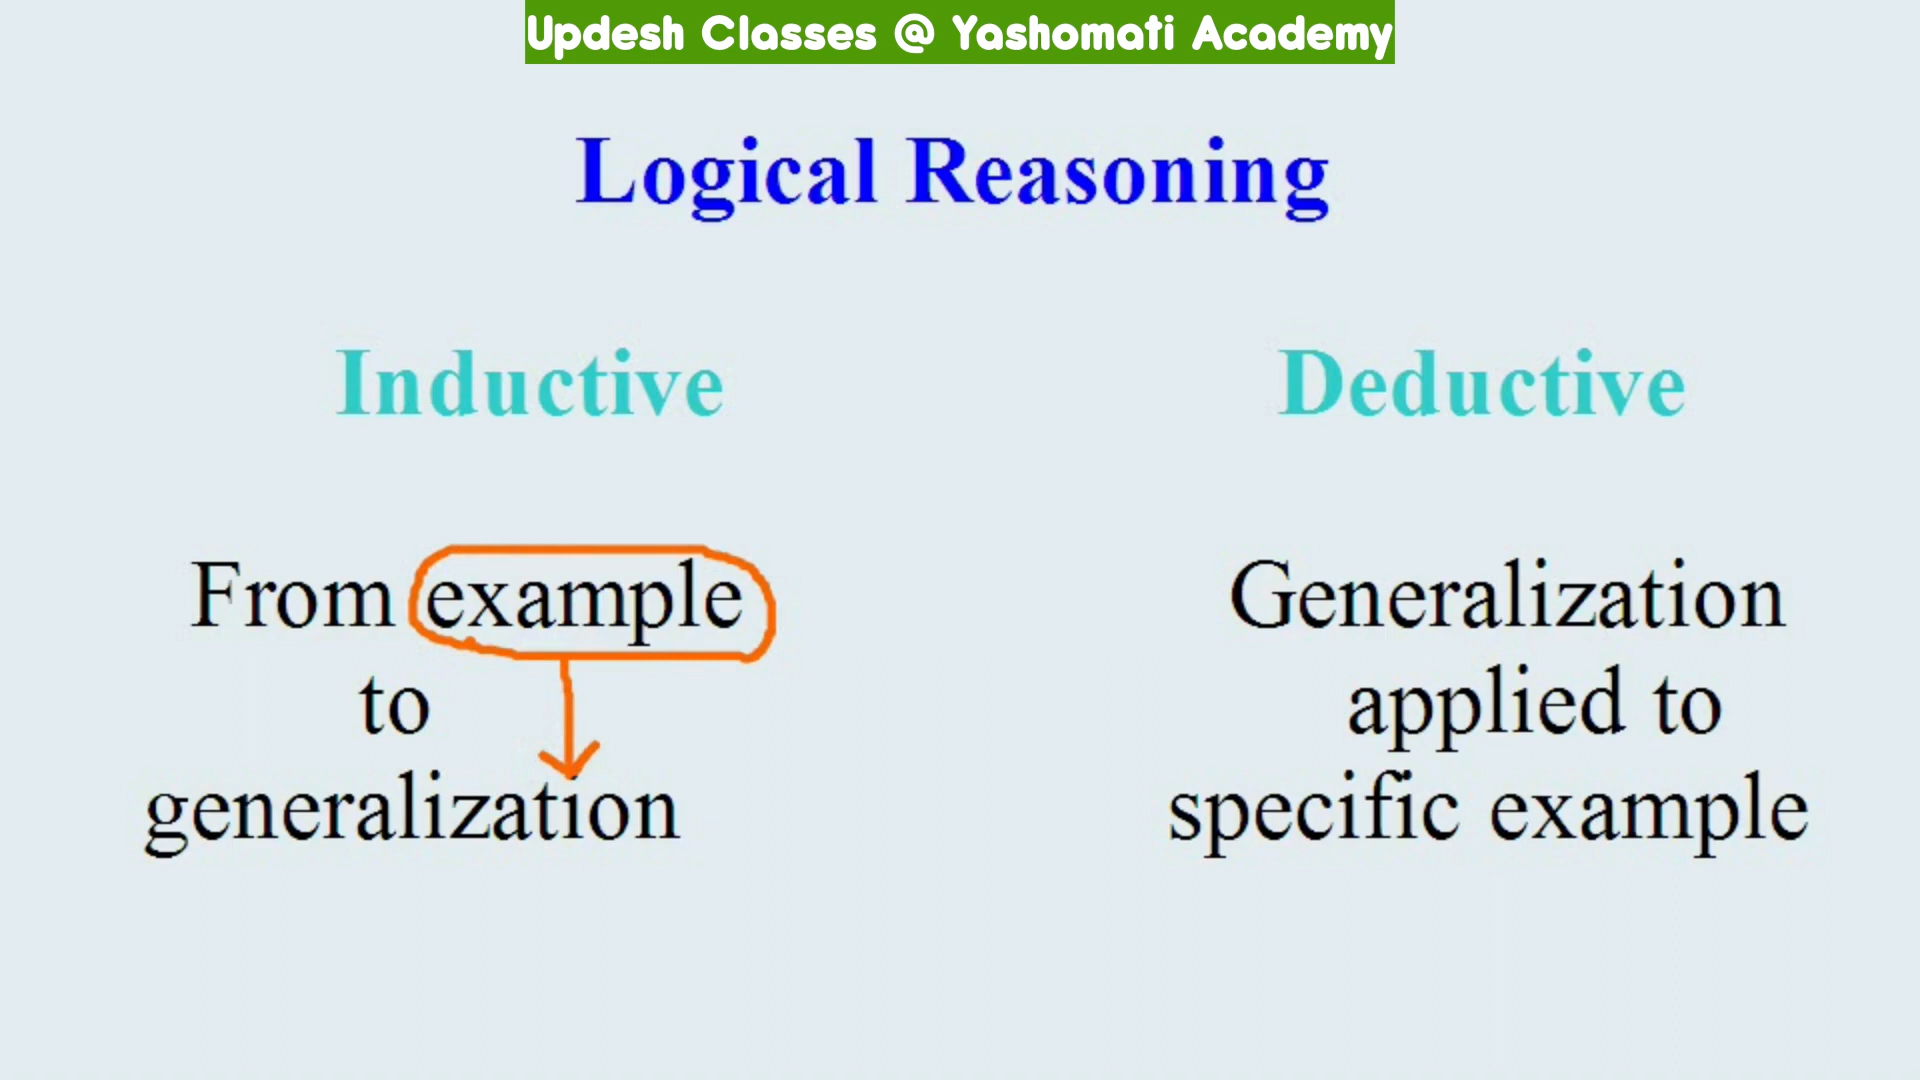 Updesh Classes @ Yashomati Academy
Logical Reasoning
Inductive
From example
to
generalization
Deductive
Generalization
applied to
specific example